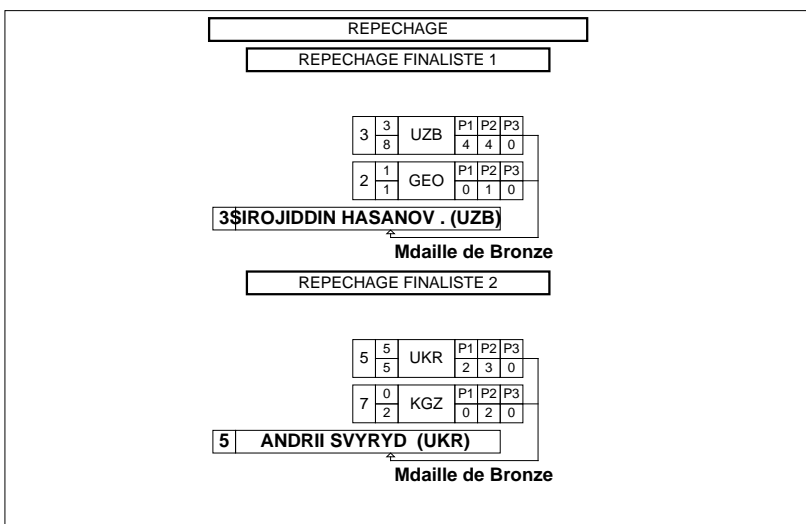 REPECHAGE
REPECHAGE FINALISTE 1
3 3 UZB P1 P2 P3
8 4 4 0
2 1 GEO P1 P2 P3
1 0 1 0
3 SIROJIDDIN HASANOV . (UZB)
Mdaille de Bronze
REPECHAGE FINALISTE 2
5 5 UKR P1 P2 P3
5 2 3 0
7 0 KGZ P1 P2 P3
2 0 2 0
5 ANDRII SVYRYD (UKR)
Mdaille de Bronze